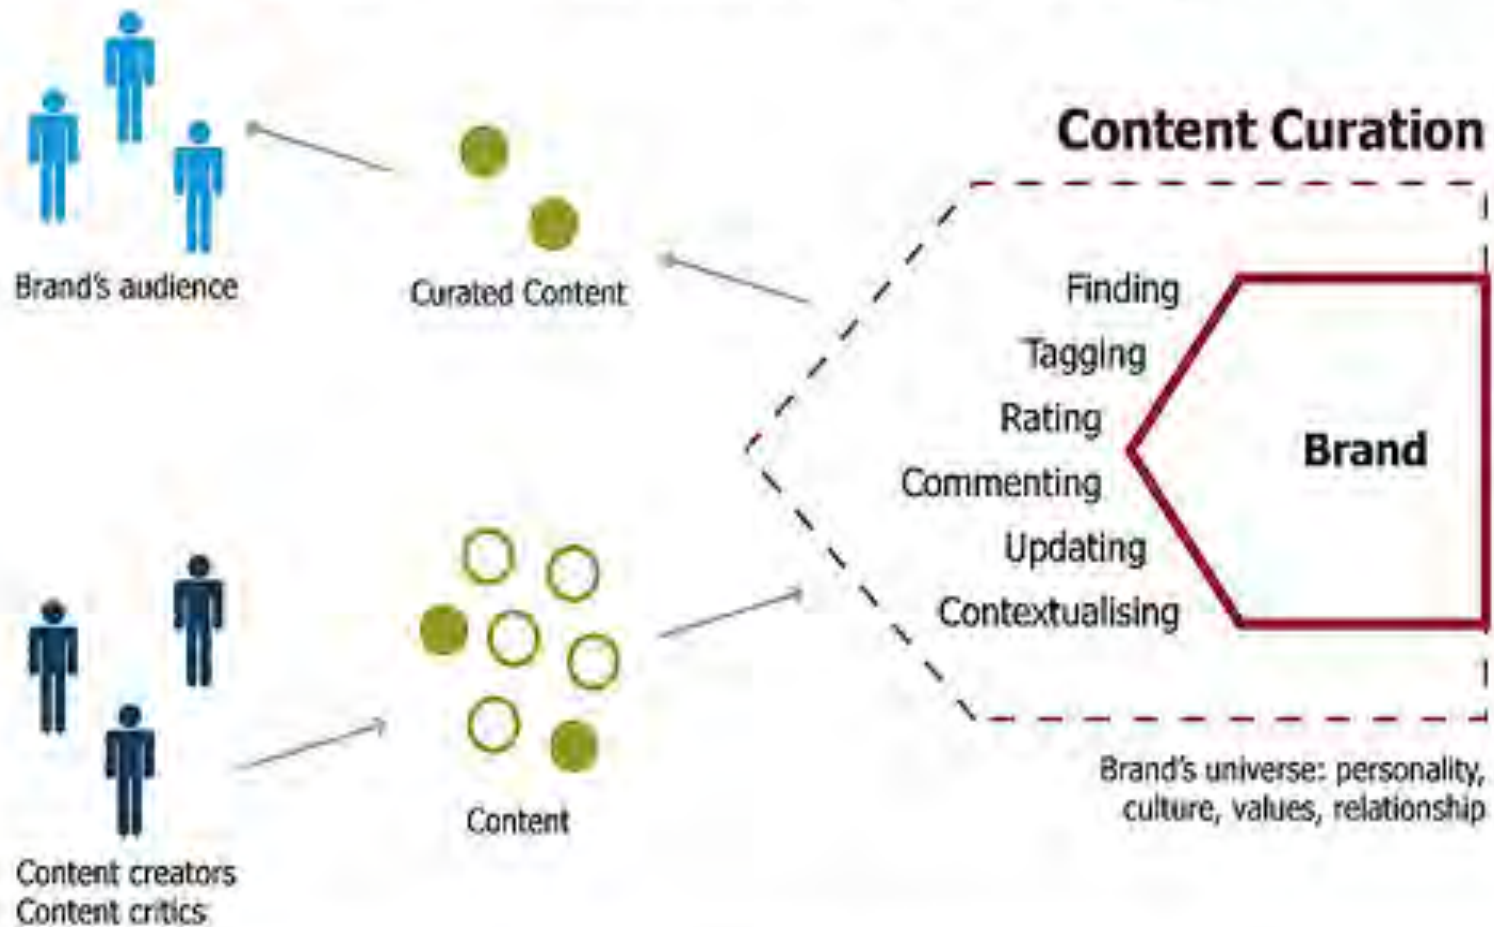 Content Curation
Brand's audience
Curated Content
Finding
Tagging
Rating
Commenting
Updating
Contextualising
Brand
Brand's universe: personality,
culture, values, relationship
Content
Content creators
Content critics